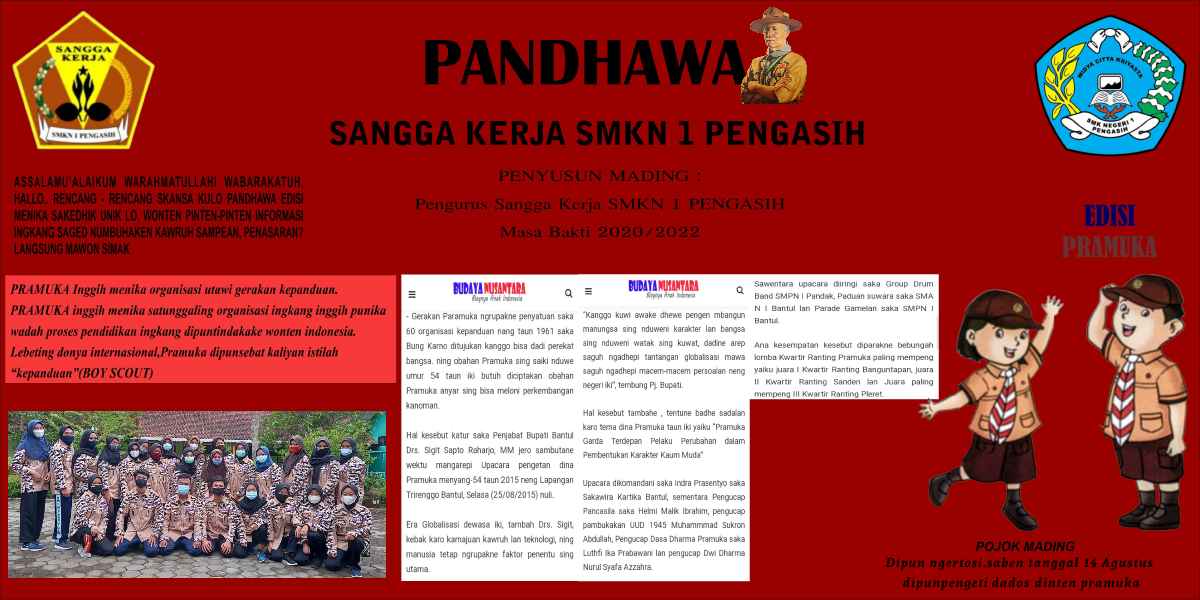 SANGGA
KERJA
SMKN 1 PENGASIH
PANDHAWA
SANGGA KERJA SMKN 1 PENGASIH
PENYUSUN MADING :
Pengurus Sangga Kerja SMKN 1 PENGASIH
Masa Bakti 2020/2022
WIDYA CITTA KRIYASTA
SMK NEGERI 1
PENGASIH
EDISI
PRAMUKA
ASSALAMU'ALAIKUM WARAHMATULLAHI WABARAKATUH,
HALLO.. RENCANG - RENCANG SKANSA KULO PANDHAWA EDISI
MENIKA SAKEDHIK UNIK LO, WONTEN PINTEN-PINTEN INFORMASI
INGKANG SAGED NUMBUHAKEN KAWRUH SAMPEAN, PENASARAN?
LANGSUNG MAWON SIMAK
PRAMUKA Inggih menika organisasi utawi gerakan kepanduan.
PRAMUKA inggih menika satunggaling organisasi ingkang inggih punika
wadah proses pendidikan ingkang dipuntindakake wonten indonesia.
Lebeting donya internasional,Pramuka dipunsebat kaliyan istilah
“kepanduan”(BOY SCOUT)
BUDAYA NUSANTARA
Blognya Anak Indonesia
- Gerakan Paramuka ngrupakne penyatuan saka
60 organisasi kepanduan nang taun 1961 saka
Bung Karno ditujukan kanggo bisa dadi perekat
bangsa. ning obahan Pramuka sing saiki nduwe
umur 54 taun iki butuh diciptakan obahan
Pramuka anyar sing bisa meloni perkembangan
kanoman.
Hal kesebut katur saka Penjabat Bupati Bantul
Drs. Sigit Sapto Raharjo, MM jero sambutane
wektu mangarepi Upacara pengetan dina
Pramuka menyang-54 taun 2015 neng Lapangan
Trirenggo Bantul, Selasa (25/08/2015) nuli.
Era Globalisasi dewasa iki, tambah Drs. Sigit,
kebak karo kamajuan kawruh lan teknologi, ning
manusia tetap ngrupakne faktor penentu sing
utama.
BUDAYA NUSANTARA
Blognya Anak Indonesia
“Kanggo kuwi awake dhewe pengen mbangun
manungsa sing nduweni karakter lan bangsa
sing nduweni watak sing kuwat, dadine arep
saguh ngadhepi tantangan globalisasi mawa
saguh ngadhepi macem-macem persoalan neng
negeri iki”, tembung Pj. Bupati.
Hal kesebut tambahe , tentune badhe sadalan
karo tema dina Pramuka taun iki yaiku “Pramuka
Garda Terdepan Pelaku Perubahan dalam
Pembentukan Karakter Kaum Muda”
Upacara dikomandani saka Indra Prasentyo saka
Sakawira Kartika Bantul, sementara Pengucap
Pancasila saka Helmi Malik Ibrahim, pengucap
pambukakan UUD 1945 Muhammmad Sukron
Abdullah, Pengucap Dasa Dharma Pramuka saka
Luthfi Ika Prabawani lan pengucap Dwi Dharma
Nurul Syafa Azzahra.
Sawentara upacara diiringi saka Group Drum
Band SMPN I Pandak, Paduan suwara saka SMA
N I Bantul lan Parade Gamelan saka SMPN I
Bantul.
Ana kesempatan kesebut diparakne bebungah
lomba Kwartir Ranting Pramuka paling mempeng
yaiku juara I Kwartir Ranting Banguntapan, juara
II Kwartir Ranting Sanden lan Juara paling
mempeng III Kwartir Ranting Pleret.
POJOK MADING
Dipun ngertosi,saben tanggal 14 Agustus
dipunpengeti dados dinten pramuka